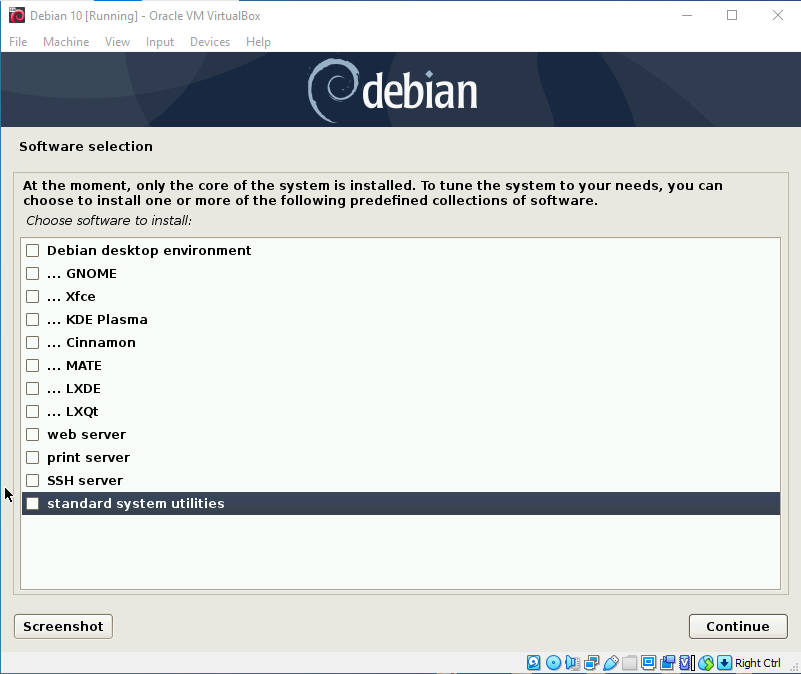 Debian 10 [Running] - Oracle VM VirtualBox
File Machine View Input Devices Help
debian
Software selection
At the moment, only the core of the system is installed. To tune the system to your needs, you can
choose to install one or more of the following predefined collections of software.
Choose software to install:
Debian desktop environment
... GNOME
... Xfce
... KDE Plasma
... Cinnamon
... MATE
... LXDE
... LXQt
web server
print server
SSH server
standard system utilities
Screenshot
Continue
Right Ctrl